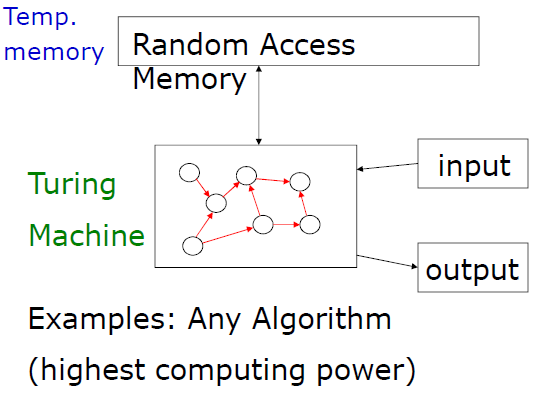 Temp.
memory
Random Access
Memory
Turing
Machine
input
output
Examples: Any Algorithm
(highest computing power)